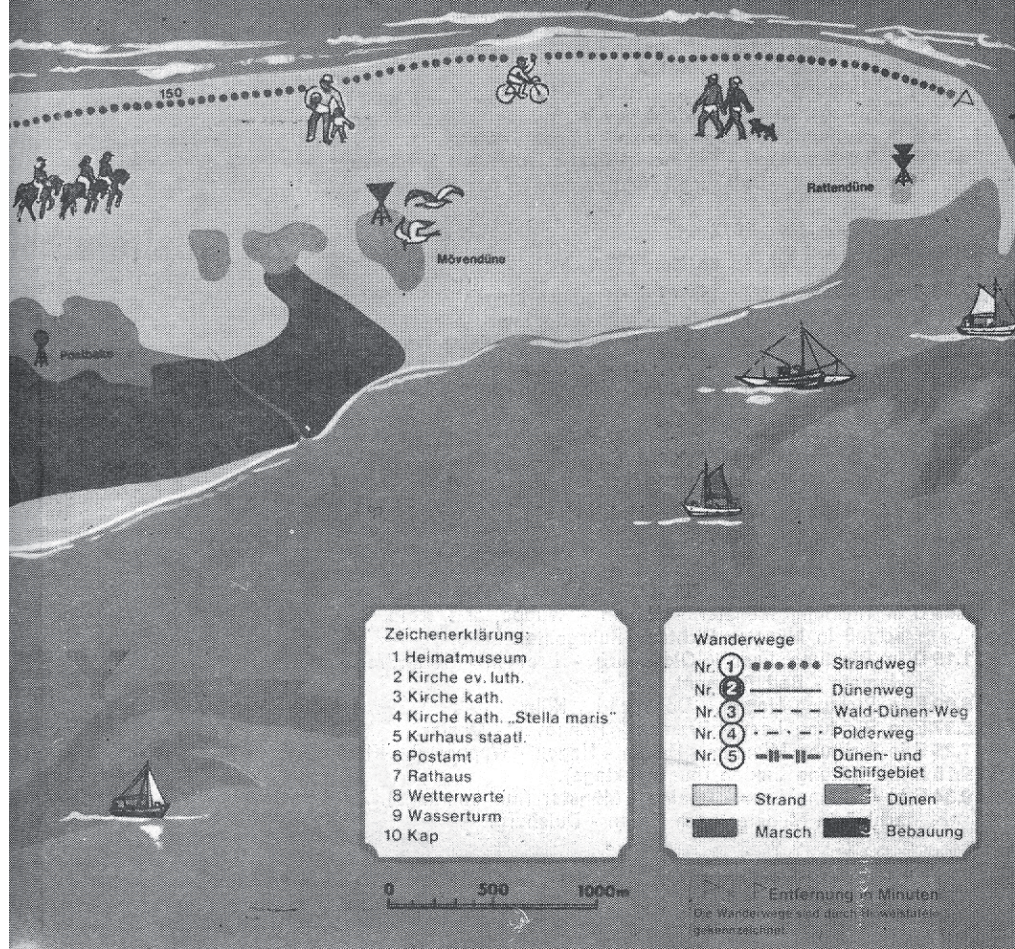 150
Rattendüne
Mövendüne
Postbake
Zeichenerklärung:
1 Heimatmuseum
2 Kirche ev. luth.
3 Kirche kath.
4 Kirche kath. „Stella maris"
5 Kurhaus staatl.
6 Postamt
7 Rathaus
8 Wetterwarte
9 Wasserturm
10 Kap
Wanderwege
Nr. 1 Strandweg
Nr. 2 Dünenweg
Nr. 3 Wald-Dünen-Weg
Nr. 4 Polderweg
Nr. 5 Dünen- und
Schilfgebiet
Strand Dünen
Marsch Bebauung
0 500 1000m
Entfernung in Minuten
Die Wanderwege sind durch Hinweistafeln
gekennzeichnet